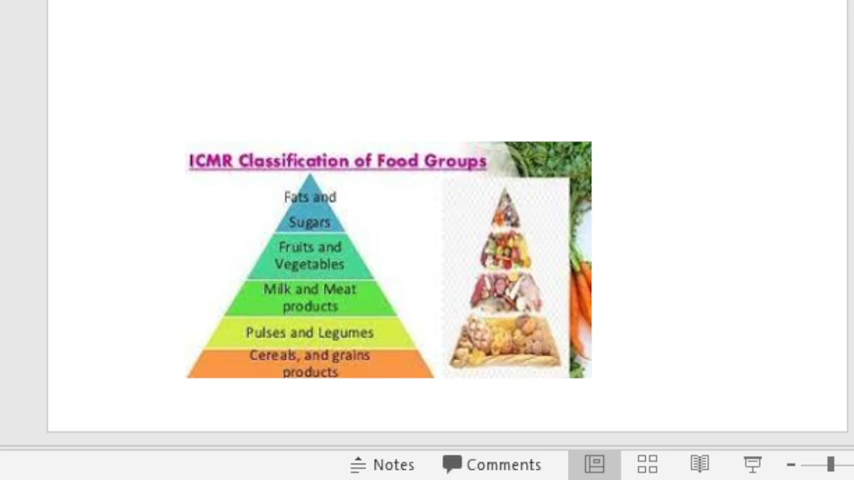 ICMR Classification of Food Groups
Fats and
Sugars
Fruits and
Vegetables
Milk and Meat
products
Pulses and Legumes
Cereals, and grains
products
Notes
Comments